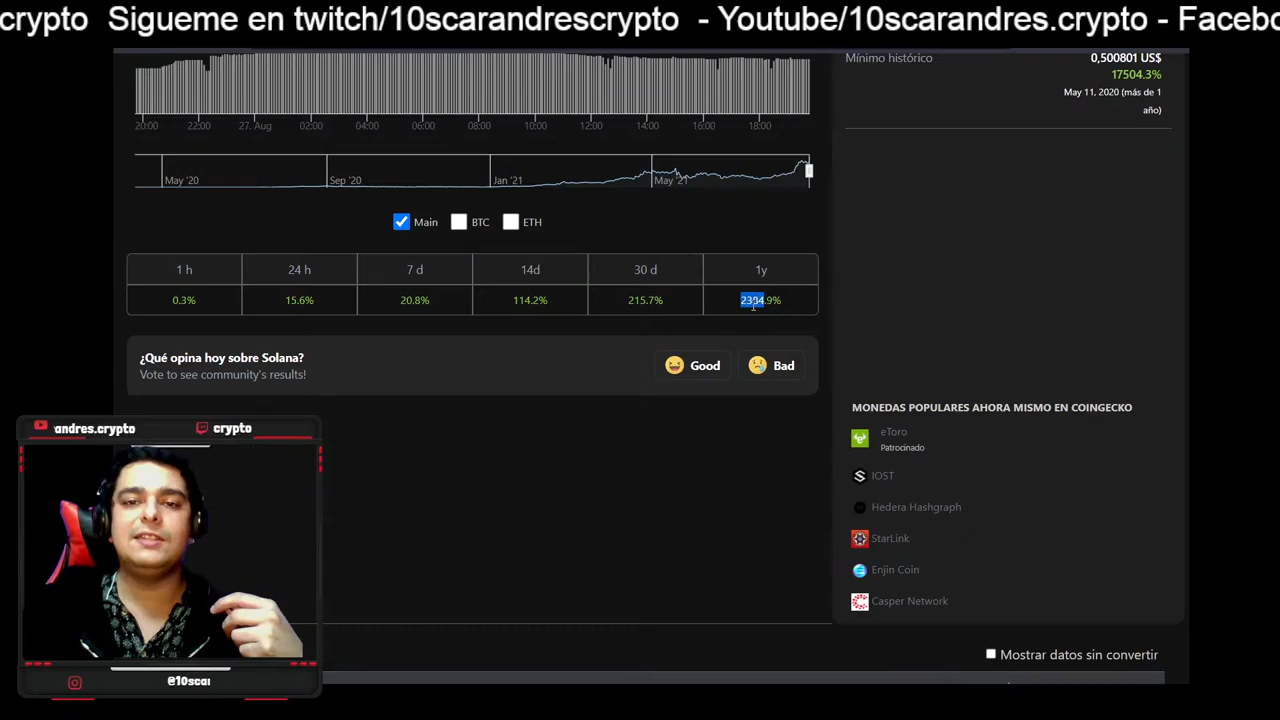 crypto Sigueme en twitch/10scarandrescrypto - Youtube/10scarandres.crypto - Facebo
Mínimo histórico
0,500801 US$
17504.3%
May 11, 2020 (más de 1
año)
20:00 22:00 27. Aug 02:00 04:00 06:00 08:00 10:00 12:00 14:00 16:00 18:00
May '20 Sep '20 Jan '21 May '21
Main BTC ETH
1 h 24 h 7 d 14d 30 d 1y
0.3% 15.6% 20.8% 114.2% 215.7% 2304.9%
¿Qué opina hoy sobre Solana?
Vote to see community's results!
Good Bad
MONEDAS POPULARES AHORA MISMO EN COINGECKO
eToro
Patrocinado
IOST
Hedera Hashgraph
StarLink
Enjin Coin
Casper Network
andres.crypto crypto
@10scar
Mostrar datos sin convertir